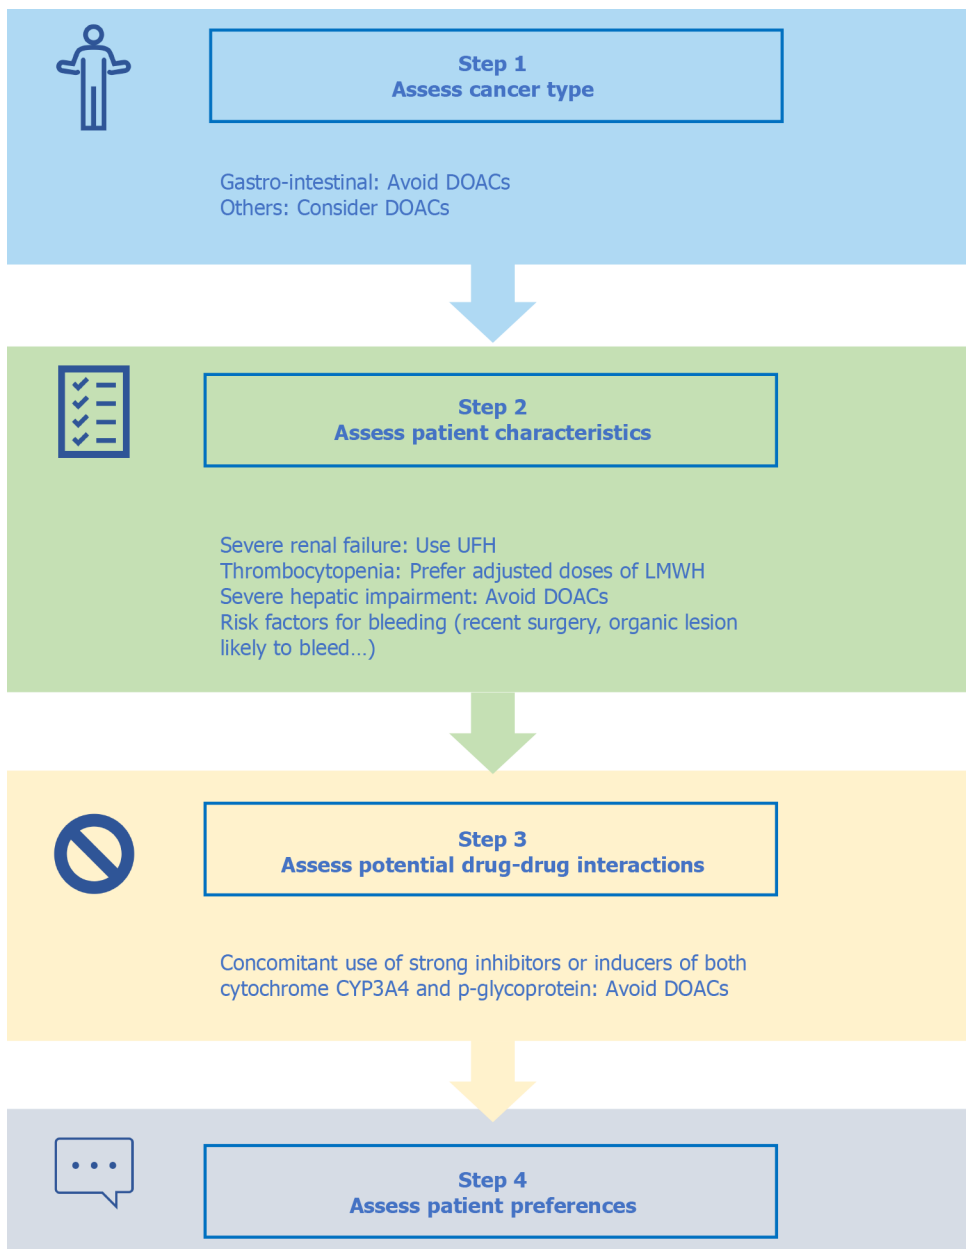 Step 1
Assess cancer type
Gastro-intestinal: Avoid DOACs
Others: Consider DOACs
Step 2
Assess patient characteristics
Severe renal failure: Use UFH
Thrombocytopenia: Prefer adjusted doses of LMWH
Severe hepatic impairment: Avoid DOACs
Risk factors for bleeding (recent surgery, organic lesion
likely to bleed…)
Step 3
Assess potential drug-drug interactions
Concomitant use of strong inhibitors or inducers of both
cytochrome CYP3A4 and p-glycoprotein: Avoid DOACs
Step 4
Assess patient preferences